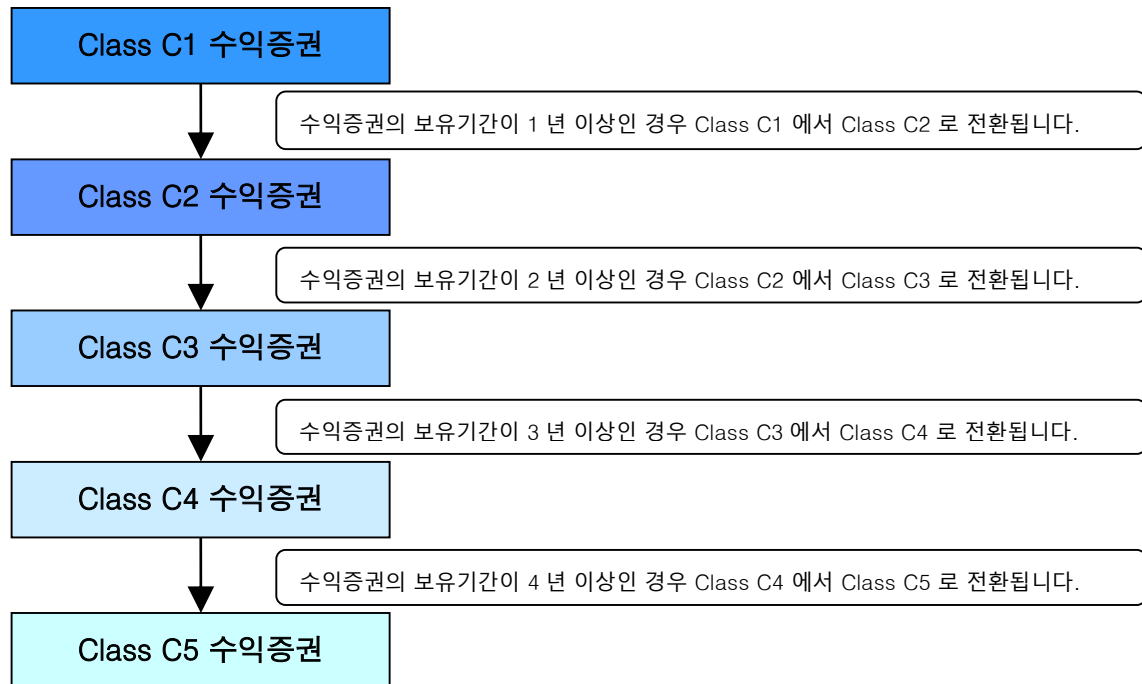 Class C1 수익증권
수익증권의 보유기간이 1 년 이상인 경우 Class C1 에서 Class C2 로 전환됩니다.
Class C2 수익증권
수익증권의 보유기간이 2 년 이상인 경우 Class C2 에서 Class C3 로 전환됩니다.
Class C3 수익증권
수익증권의 보유기간이 3 년 이상인 경우 Class C3 에서 Class C4 로 전환됩니다.
Class C4 수익증권
수익증권의 보유기간이 4 년 이상인 경우 Class C4 에서 Class C5 로 전환됩니다.
Class C5 수익증권